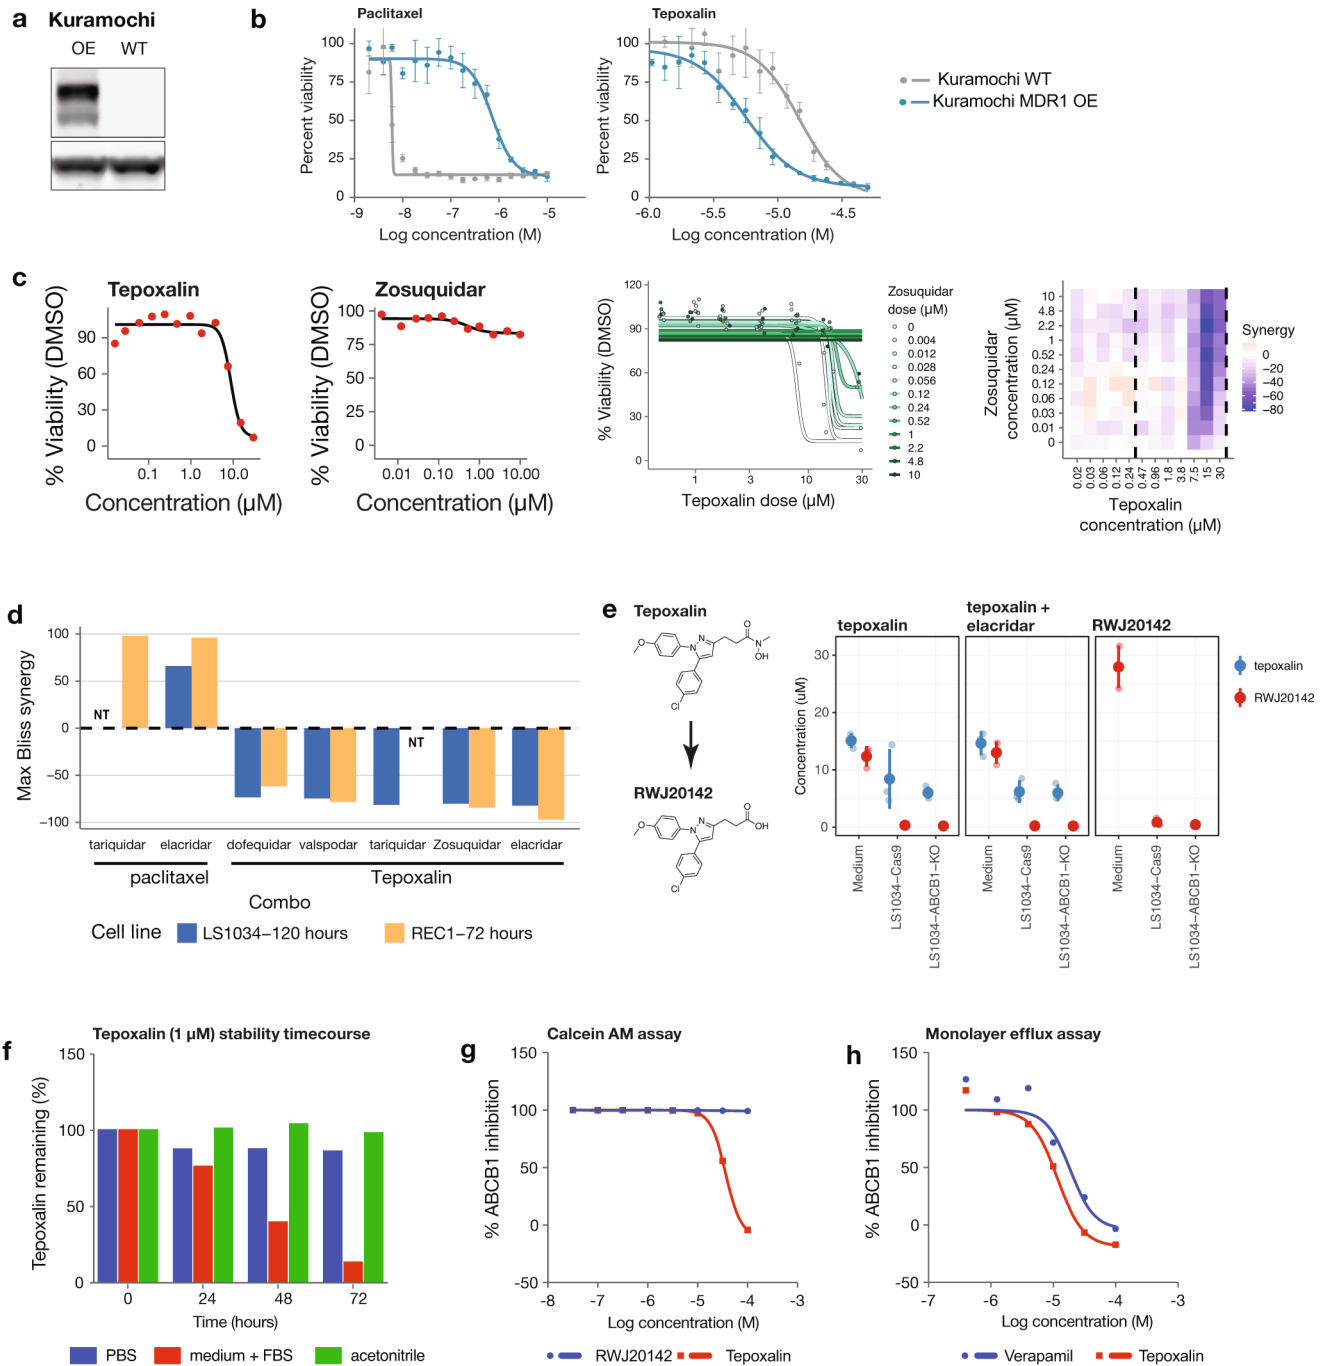 a
Kuramochi
OE
WT
b
Paclitaxel
Percent viability
100
75
50
25
0
-9
-8
-7
-6
-5
Log concentration (M)
Tepoxalin
Percent viability
100
75
50
25
0
-6.0
-5.5
-5.0
-4.5
Log concentration (M)
Kuramochi WT
Kuramochi MDR1 OE
c
Tepoxalin
% Viability (DMSO)
90
60
30
0
0.1
1.0
10.0
Concentration (µM)
Zosuquidar
% Viability (DMSO)
100
75
50
25
0
0.01
0.10
1.00
10.00
Concentration (µM)
% Viability (DMSO)
120
90
60
30
0
1
3
10
30
Tepoxalin dose (µM)
Zosuquidar
dose (µM)
0
0.004
0.012
0.028
0.056
0.12
0.24
0.52
1
2.2
4.8
10
Zosuquidar
concentration (µM)
10
4.8
2.2
1
0.52
0.24
0.12
0.06
0.03
0.01
0
0.02
0.03
0.06
0.12
0.24
0.47
0.96
1.8
3.8
7.5
15
30
Tepoxalin
concentration (µM)
Synergy
0
−20
−40
−60
−80
d
Max Bliss synergy
100
50
0
−50
−100
NT
NT
tariquidar
elacridar
dofequidar
valspodar
tariquidar
Zosuquidar
elacridar
paclitaxel
Tepoxalin
Combo
Cell line
LS1034−120 hours
REC1−72 hours
e
Tepoxalin
O
N
N
O
N
OH
Cl
RWJ20142
O
N
N
O
OH
Cl
tepoxalin
tepoxalin +
elacridar
RWJ20142
Concentration (uM)
30
20
10
0
Medium
LS1034−Cas9
LS1034−ABCB1−KO
Medium
LS1034−Cas9
LS1034−ABCB1−KO
Medium
LS1034−Cas9
LS1034−ABCB1−KO
tepoxalin
RWJ20142
f
Tepoxalin (1 µM) stability timecourse
Tepoxalin remaining (%)
150
100
50
0
0
24
48
72
Time (hours)
PBS
medium + FBS
acetonitrile
g
Calcein AM assay
% ABCB1 inhibition
150
100
50
0
-50
-8
-7
-6
-5
-4
-3
Log concentration (M)
RWJ20142
Tepoxalin
h
Monolayer efflux assay
% ABCB1 inhibition
150
100
50
0
-50
-7
-6
-5
-4
-3
Log concentration (M)
Verapamil
Tepoxalin